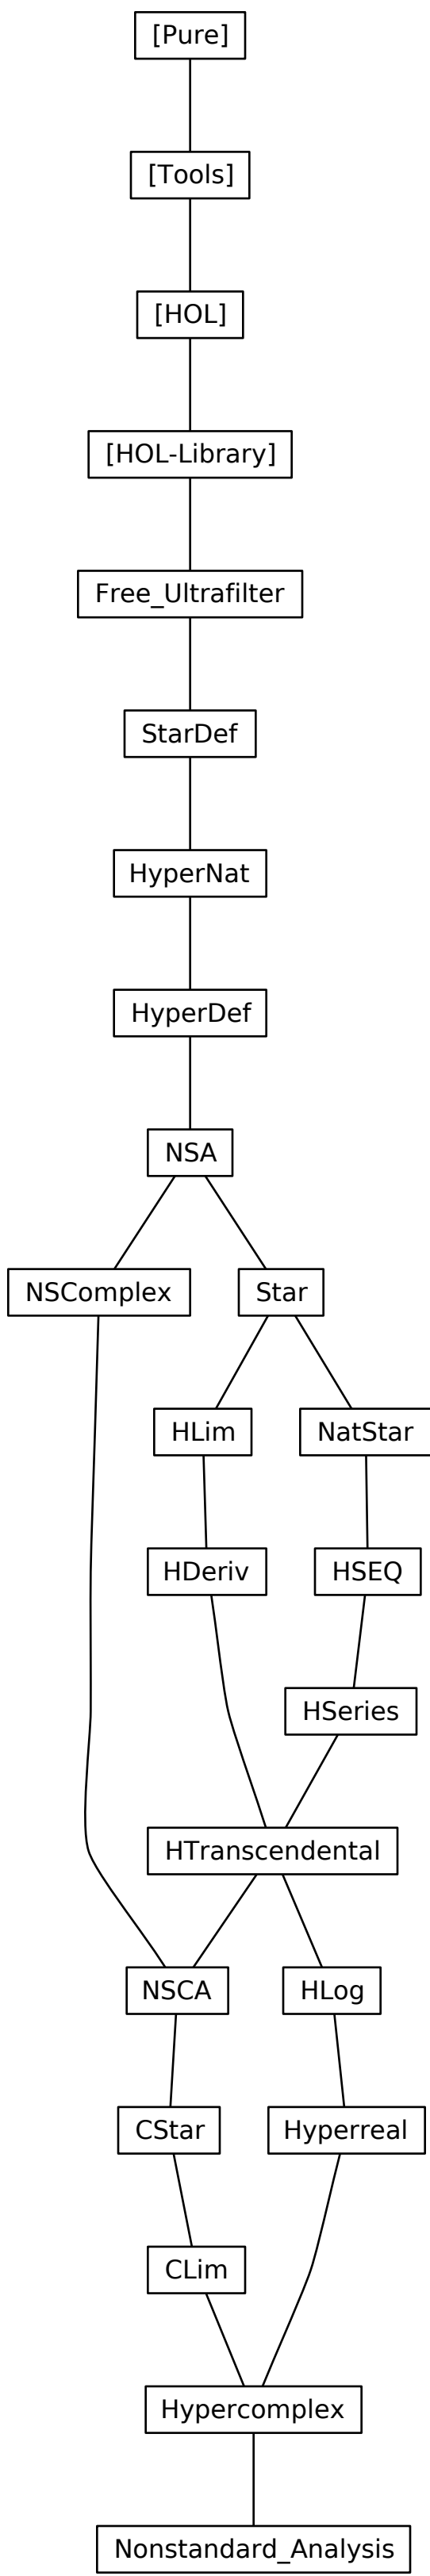 [Pure]
[Tools]
[HOL]
[HOL-Library]
Free_Ultrafilter
StarDef
HyperNat
HyperDef
NSA
NSComplex
Star
HLim
NatStar
HDeriv
HSEQ
HSeries
HTranscendental
NSCA
HLog
CStar
Hyperreal
CLim
Hypercomplex
Nonstandard_Analysis